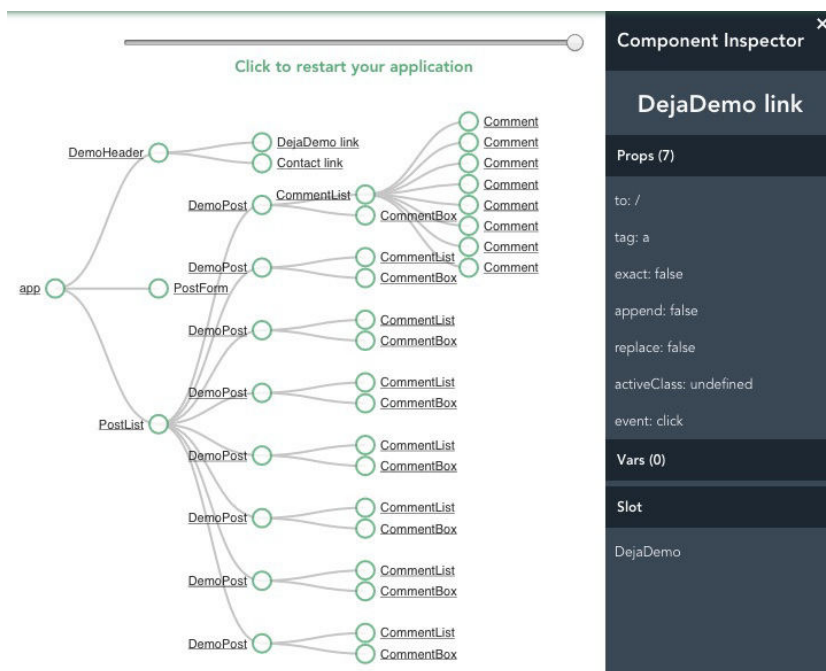 ×
Component Inspector
Click to restart your application
DejaDemo link
Props (7)
to: /
tag: a
exact: false
append: false
replace: false
activeClass: undefined
event: click
Vars (0)
Slot
DejaDemo
app
DemoHeader
DejaDemo link
Contact link
PostForm
PostList
DemoPost
CommentList
Comment
Comment
Comment
Comment
Comment
Comment
Comment
Comment
CommentBox
DemoPost
CommentList
CommentBox
DemoPost
CommentList
CommentBox
DemoPost
CommentList
CommentBox
DemoPost
CommentList
CommentBox
DemoPost
CommentList
CommentBox
DemoPost
CommentList
CommentBox
DemoPost
CommentList
CommentBox